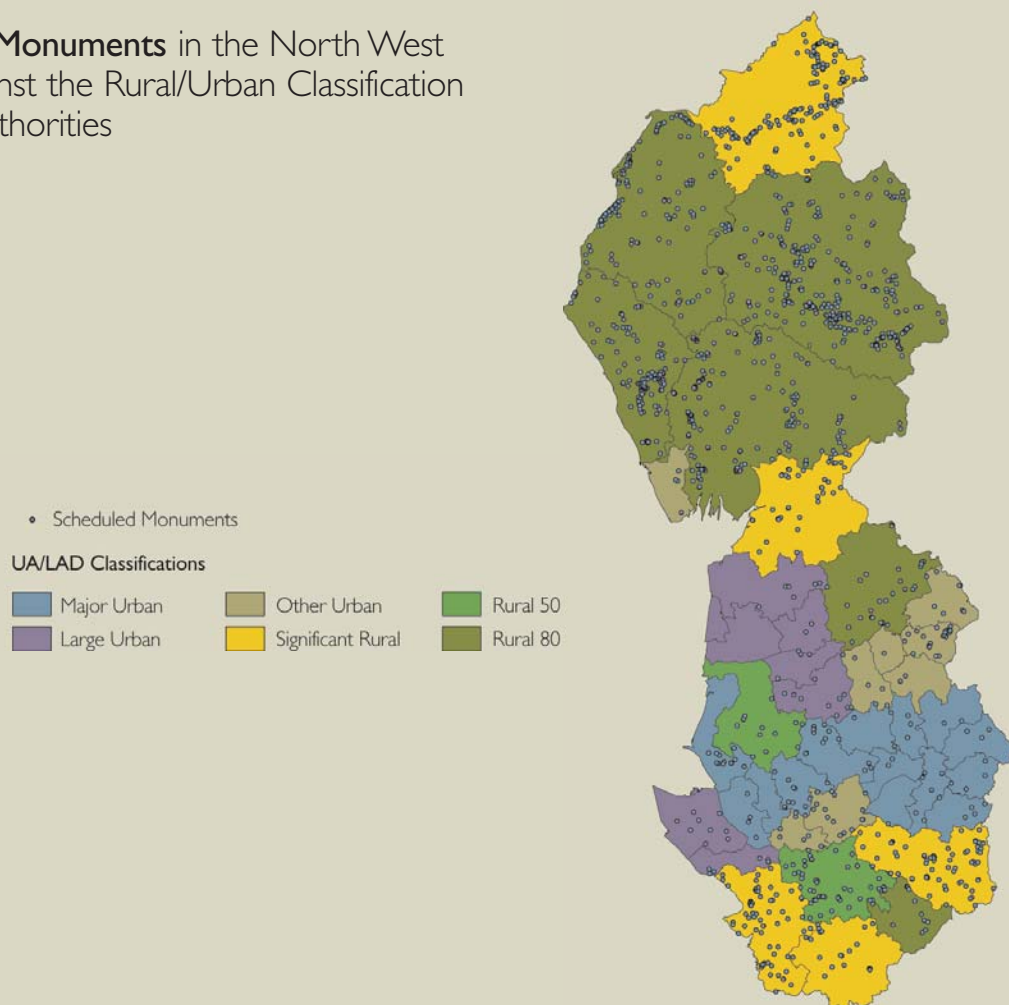 Monuments in the North West
nst the Rural/Urban Classification
thorities
Scheduled Monuments
UA/LAD Classifications
Major Urban
Other Urban
Rural 50
Large Urban
Significant Rural
Rural 80